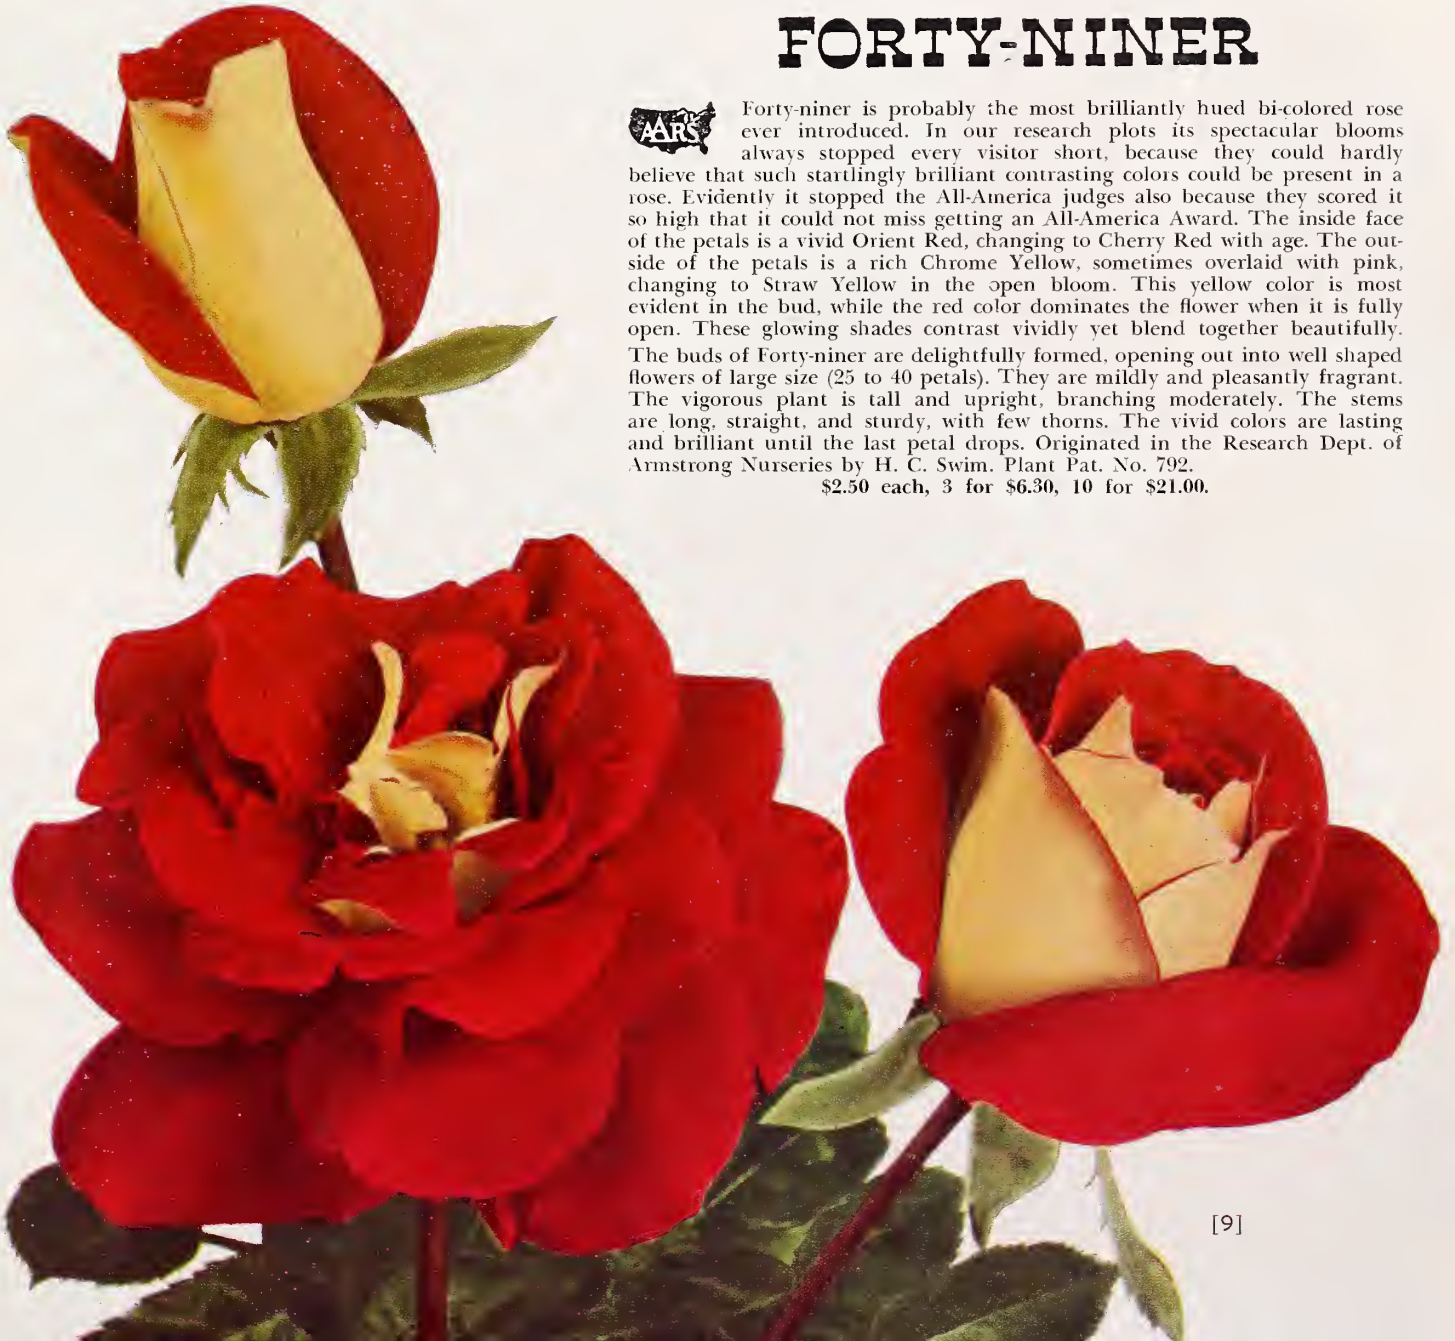 FORTY-NINER
AARS
Forty-niner is probably the most brilliantly hued bi-colored rose
ever introduced. In our research plots its spectacular blooms
always stopped every visitor short, because they could hardly
believe that such startlingly brilliant contrasting colors could be present in a
rose. Evidently it stopped the All-America judges also because they scored it
so high that it could not miss getting an All-America Award. The inside face
of the petals is a vivid Orient Red, changing to Cherry Red with age. The out-
side of the petals is a rich Chrome Yellow, sometimes overlaid with pink,
changing to Straw Yellow in the open bloom. This yellow color is most
evident in the bud, while the red color dominates the flower when it is fully
open. These glowing shades contrast vividly yet blend together beautifully.
The buds of Forty-niner are delightfully formed, opening out into well shaped
flowers of large size (25 to 40 petals). They are mildly and pleasantly fragrant.
The vigorous plant is tall and upright, branching moderately. The stems
are long, straight, and sturdy, with few thorns. The vivid colors are lasting
and brilliant until the last petal drops. Originated in the Research Dept. of
Armstrong Nurseries by H. C. Swim. Plant Pat. No. 792.
$2.50 each, 3 for $6.30, 10 for $21.00.
[9]